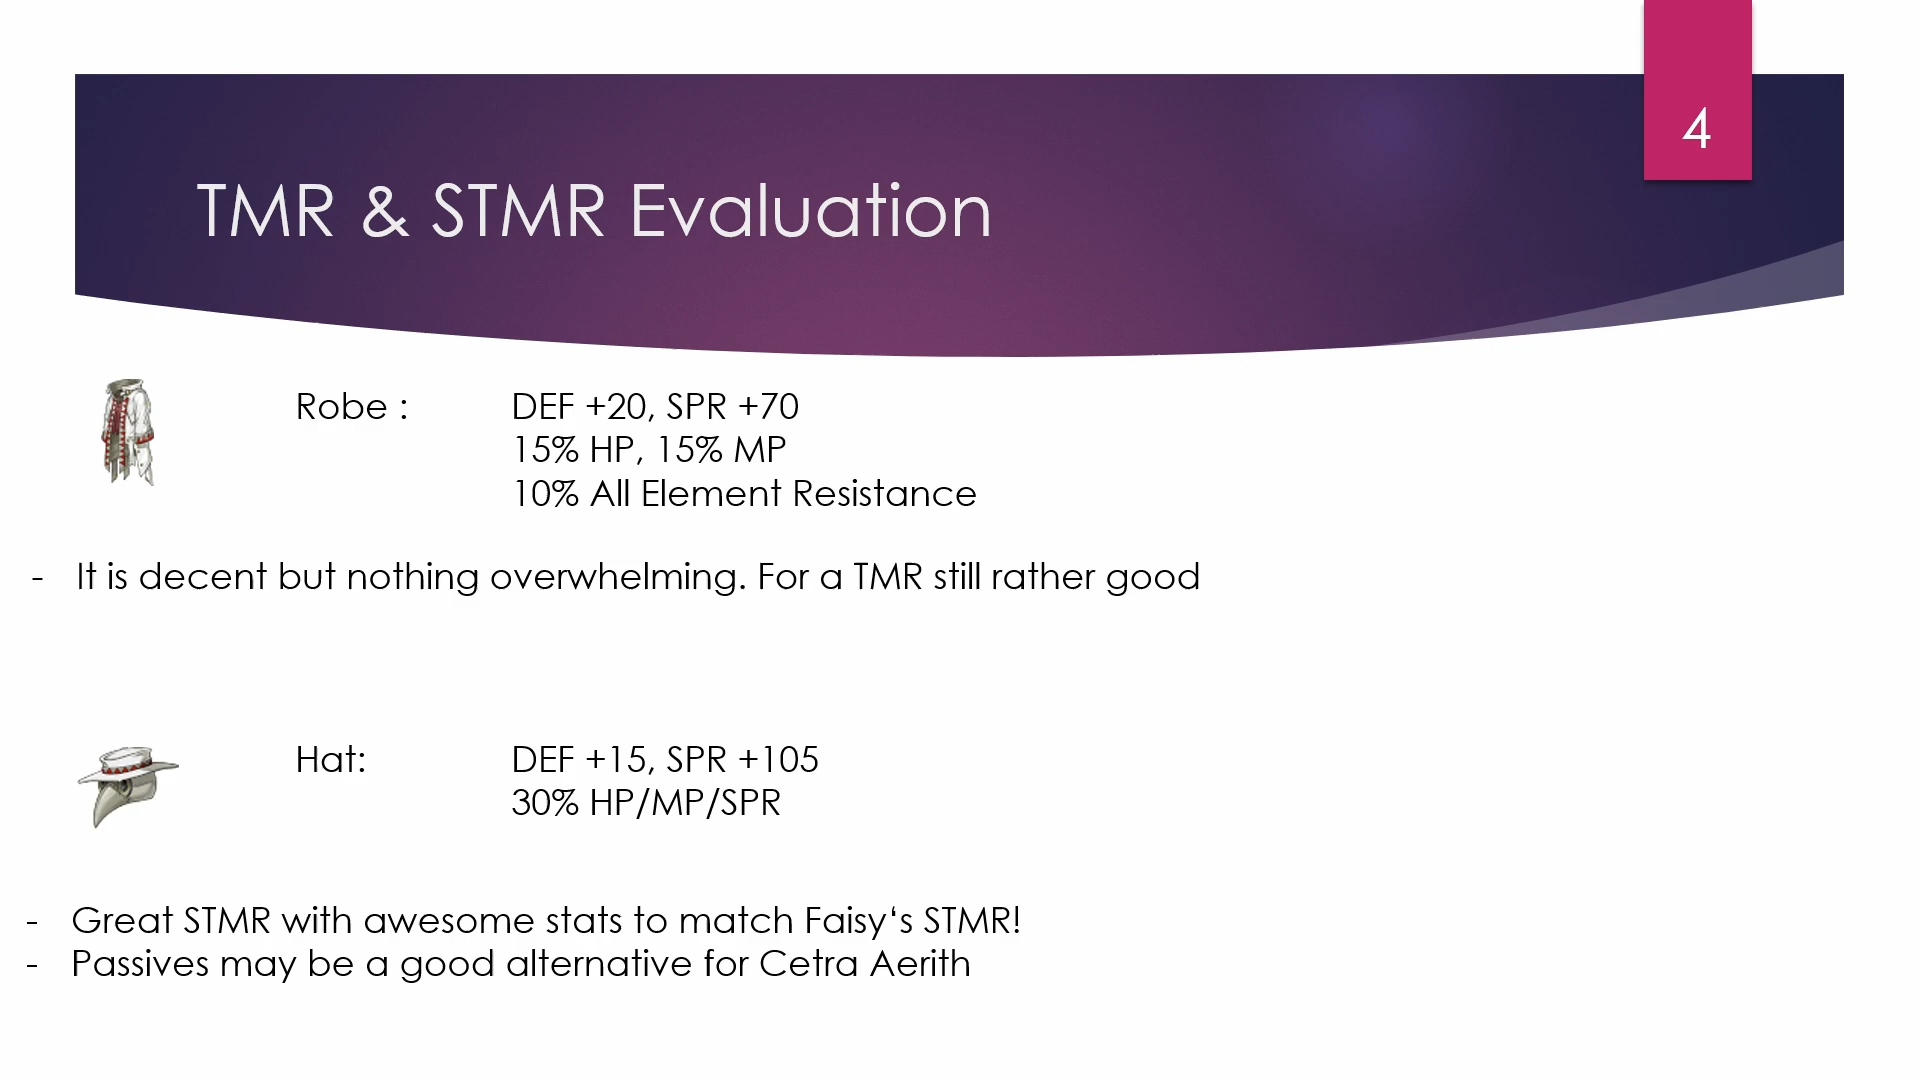 4
TMR & STMR Evaluation
Robe : DEF +20, SPR +70
15% HP, 15% MP
10% All Element Resistance
- It is decent but nothing overwhelming. For a TMR still rather good
Hat: DEF +15, SPR +105
30% HP/MP/SPR
- Great STMR with awesome stats to match Faisy‘s STMR!
- Passives may be a good alternative for Cetra Aerith